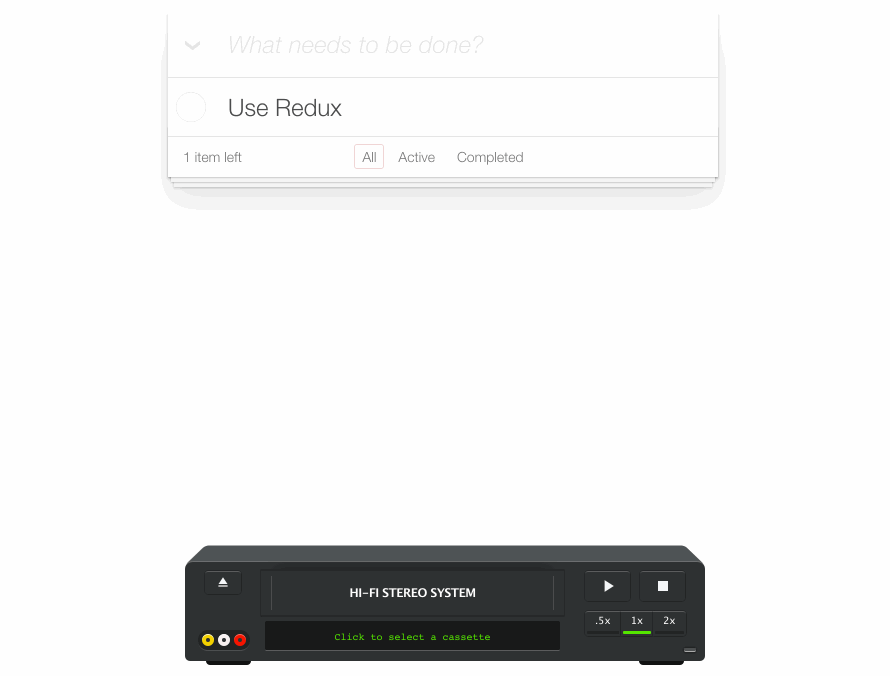 What needs to be done?
Use Redux
1 item left All Active Completed
HI-FI STEREO SYSTEM
Click to select a cassette
.5x 1x 2x